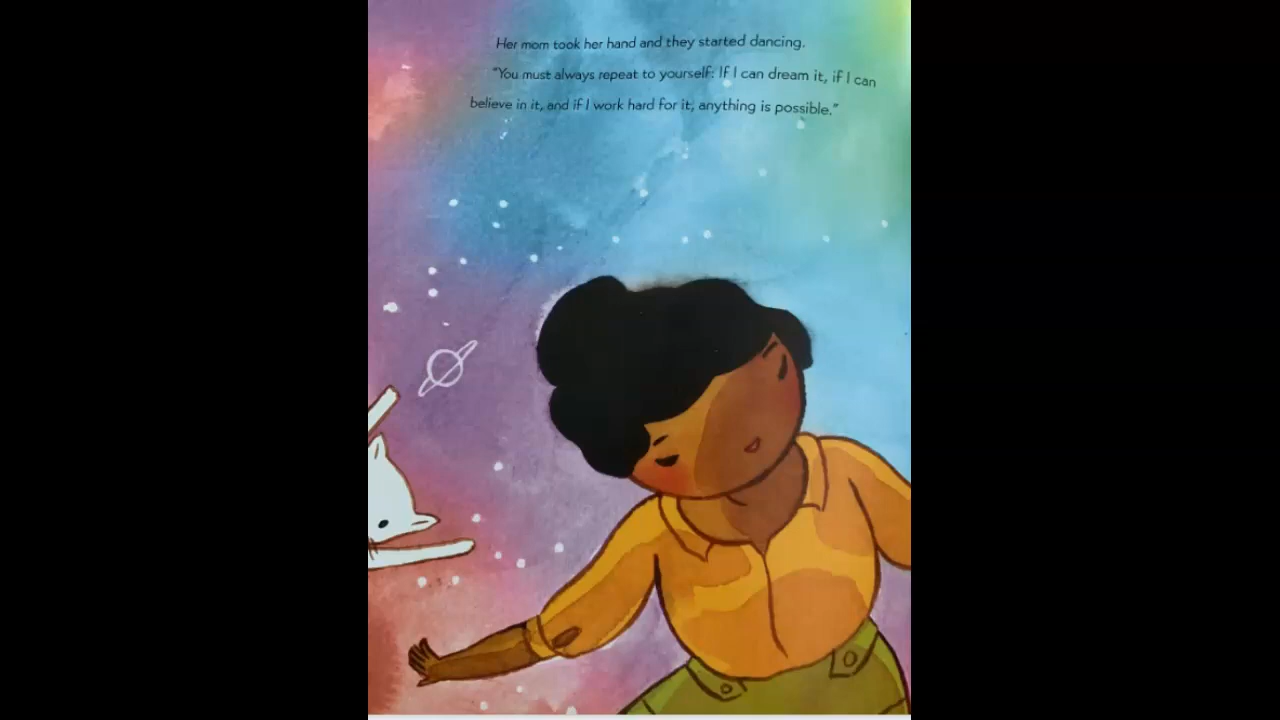 Her mom took her hand and they started dancing.
"You must always repeat to yourself: If I can dream it, if I can
believe in it, and if I work hard for it, anything is possible."